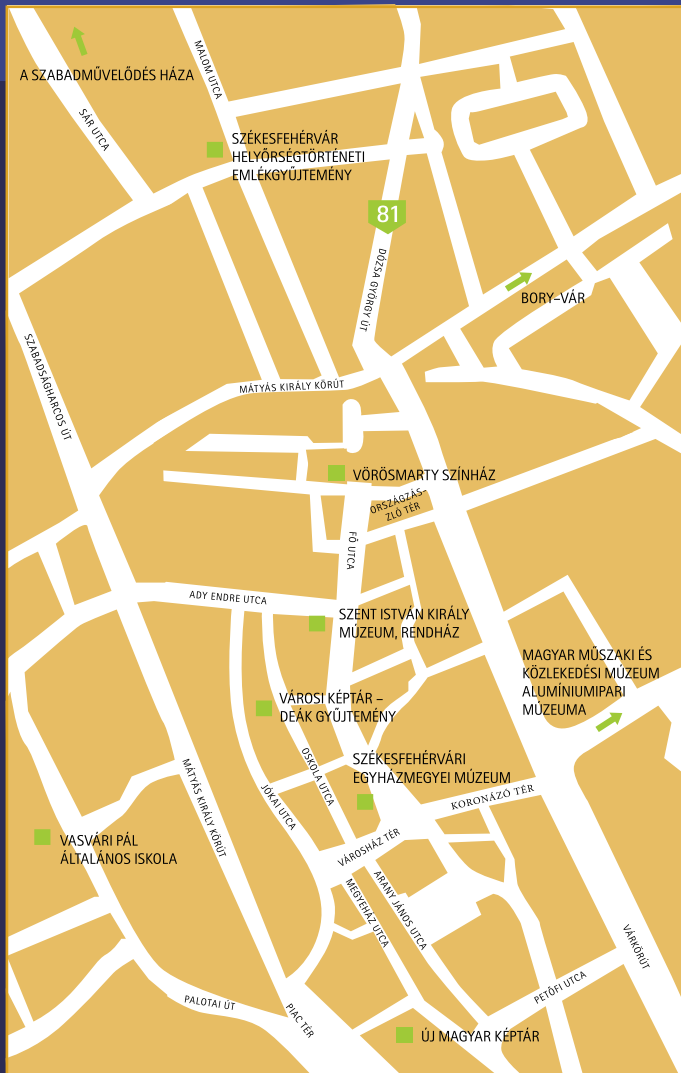 A SZABADMŰVELŐDÉS HÁZA
MALOM UTCA
SÁR UTCA
SZÉKESFEHÉRVÁR
HELYŐRSÉGTÖRTÉNETI
EMLÉKGYŰJTEMÉNY
81
DÓZSA GYÖRGY ÚT
BORY–VÁR
SZABADSÁGHARCOS ÚT
MÁTYÁS KIRÁLY KÖRÚT
VÖRÖSMARTY SZÍNHÁZ
ORSZÁGZÁS-
ZLÓ TÉR
FŐ UTCA
ADY ENDRE UTCA
SZENT ISTVÁN KIRÁLY
MÚZEUM, RENDHÁZ
MAGYAR MŰSZAKI ÉS
KÖZLEKEDÉSI MÚZEUM
ALUMÍNIUMIPARI
MÚZEUMA
VÁROSI KÉPTÁR –
DEÁK GYŰJTEMÉNY
OSKOLA UTCA
SZÉKESFEHÉRVÁRI
EGYHÁZMEGYEI MÚZEUM
MÁTYÁS KIRÁLY KÖRÚT
JÓKAI UTCA
KORONÁZÓ TÉR
VASVÁRI PÁL
ÁLTALÁNOS ISKOLA
VÁROSHÁZ TÉR
MEGYEHÁZ UTCA
ARANY JÁNOS UTCA
VÁRKÖRÚT
PALOTAI ÚT
PIAC TÉR
PETŐFI UTCA
ÚJ MAGYAR KÉPTÁR